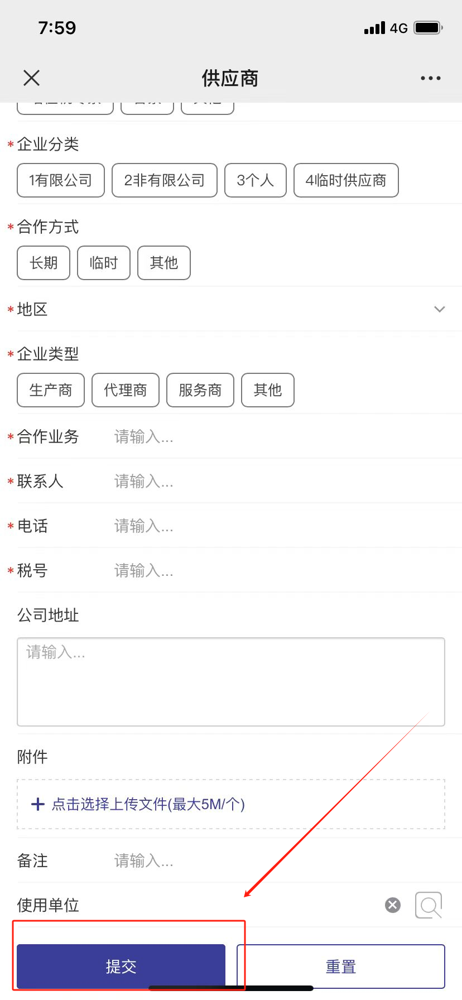 7:59
4G
供应商
*企业分类
1有限公司 2非有限公司 3个人 4临时供应商
*合作方式
长期 临时 其他
*地区
*企业类型
生产商 代理商 服务商 其他
*合作业务 请输入...
*联系人 请输入...
*电话 请输入...
*税号 请输入...
公司地址
请输入...
附件
+ 点击选择上传文件(最大5M/个)
备注 请输入...
使用单位
提交 重置